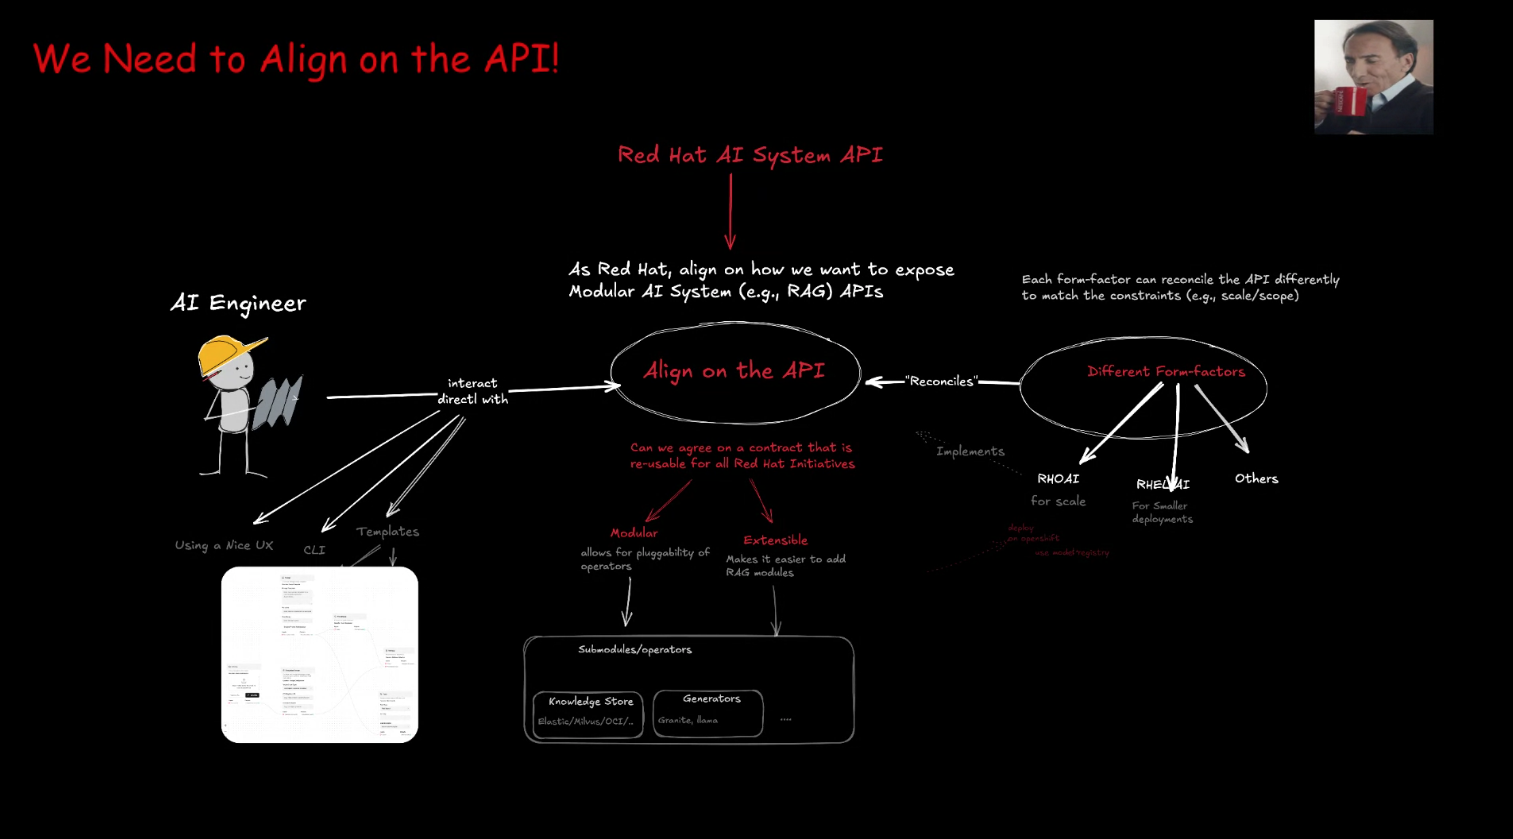 We Need to Align on the API!
Red Hat AI System API
As Red Hat, align on how we want to expose
Modular AI System (e.g., RAG) APIs
Each form-factor can reconcile the API differently
to match the constraints (e.g., scale/scope)
AI Engineer
interact
directl with
Align on the API
"Reconciles"
Different Form-factors
Can we agree on a contract that is
re-usable for all Red Hat Initiatives
Implements
RHOAI
for scale
RHEL AI
For Smaller
deployments
Others
Using a Nice UX
CLI
Templates
Modular
allows for pluggability of
operators
Extensible
Makes it easier to add
RAG modules
deploy
on openshift
use model registry
Submodules/operators
Knowledge Store
Elastic/Milvus/OCI/..
Generators
Granite, llama
....